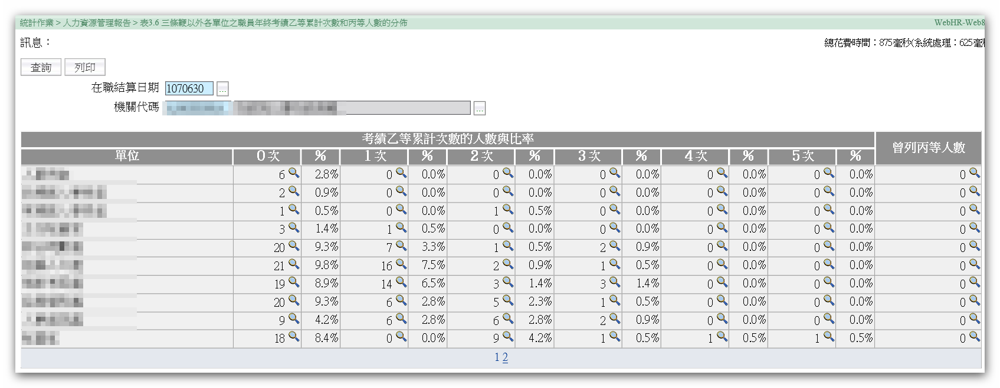 統計作業 > 人力資源管理報告 > 表3.6 三條鞭以外各單位之職員年終考績乙等累計次數和丙等人數的分佈 WebHR-Web8
訊息： 總花費時間：875毫秒(系統處理：625毫秒
查詢 列印
在職結算日期 1070630 ...
機關代碼 ...
考績乙等累計次數的人數與比率 曾列丙等人數
單位 0次 % 1次 % 2次 % 3次 % 4次 % 5次 %
6 2.8% 0 0.0% 0 0.0% 0 0.0% 0 0.0% 0 0.0% 0
2 0.9% 0 0.0% 0 0.0% 0 0.0% 0 0.0% 0 0.0% 0
1 0.5% 0 0.0% 1 0.5% 0 0.0% 0 0.0% 0 0.0% 0
3 1.4% 1 0.5% 0 0.0% 0 0.0% 0 0.0% 0 0.0% 0
20 9.3% 7 3.3% 1 0.5% 2 0.9% 0 0.0% 0 0.0% 0
21 9.8% 16 7.5% 2 0.9% 1 0.5% 0 0.0% 0 0.0% 0
19 8.9% 14 6.5% 3 1.4% 3 1.4% 0 0.0% 0 0.0% 0
20 9.3% 6 2.8% 5 2.3% 1 0.5% 0 0.0% 0 0.0% 0
9 4.2% 6 2.8% 6 2.8% 2 0.9% 0 0.0% 0 0.0% 0
18 8.4% 0 0.0% 9 4.2% 1 0.5% 1 0.5% 1 0.5% 0
1 2